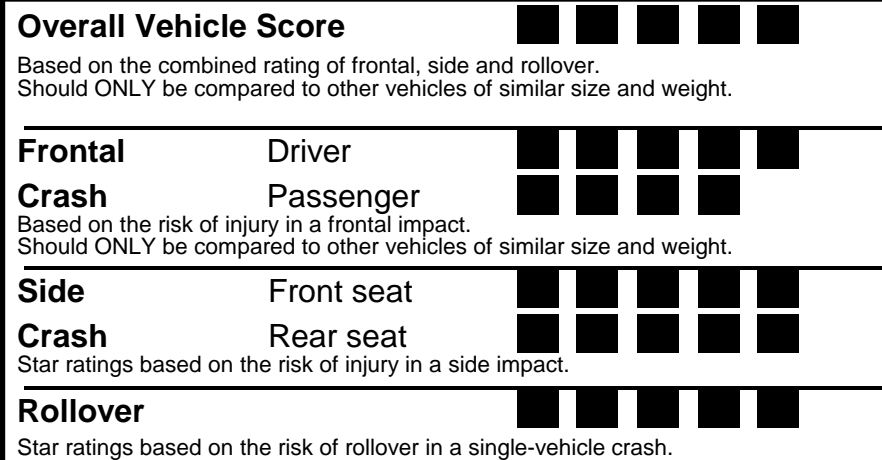 Overall Vehicle Score
Based on the combined rating of frontal, side and rollover.
Should ONLY be compared to other vehicles of similar size and weight.
Frontal Driver
Crash Passenger
Based on the risk of injury in a frontal impact.
Should ONLY be compared to other vehicles of similar size and weight.
Side Front seat
Crash Rear seat
Star ratings based on the risk of injury in a side impact.
Rollover
Star ratings based on the risk of rollover in a single-vehicle crash.